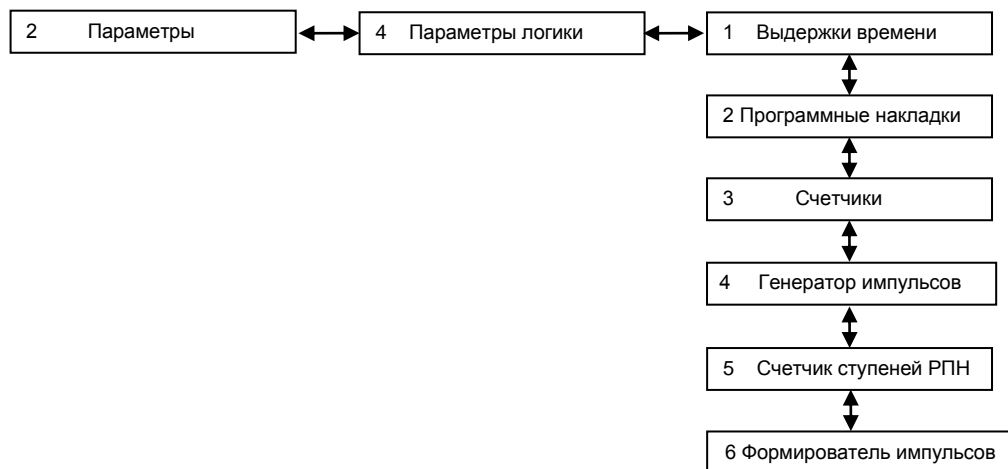 2 Параметры
4 Параметры логики
1 Выдержки времени
2 Программные накладки
3 Счетчики
4 Генератор импульсов
5 Счетчик ступеней РПН
6 Формирователь импульсов